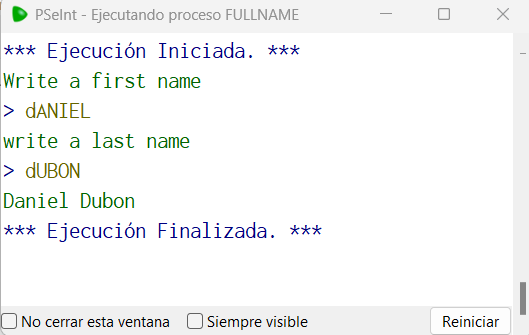 PSeInt - Ejecutando proceso FULLNAME
*** Ejecución Iniciada. ***
Write a first name
> dANIEL
write a last name
> dUBON
Daniel Dubon
*** Ejecución Finalizada. ***
No cerrar esta ventana Siempre visible Reiniciar